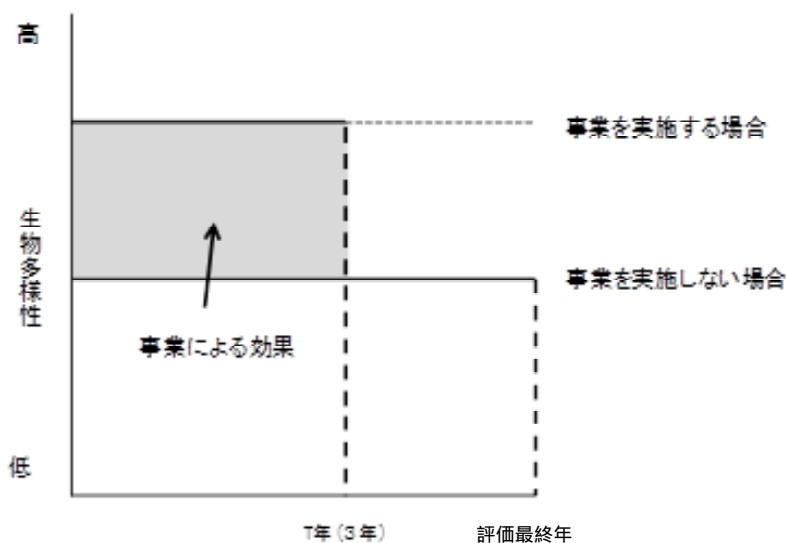 高
事業を実施する場合
生物多様性
事業を実施しない場合
事業による効果
低
T年(3年)
評価最終年